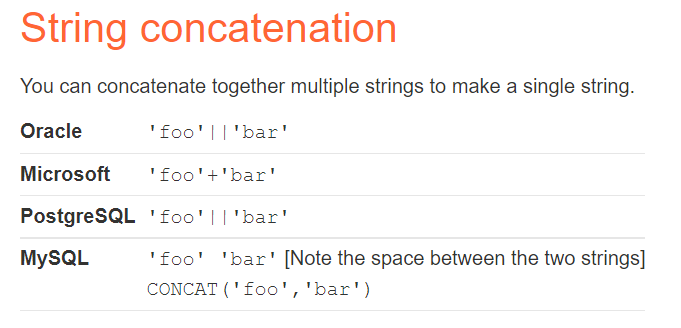 String concatenation
You can concatenate together multiple strings to make a single string.
Oracle 'foo'||'bar'
Microsoft 'foo'+'bar'
PostgreSQL 'foo'||'bar'
MySQL 'foo' 'bar' [Note the space between the two strings]
CONCAT('foo','bar')